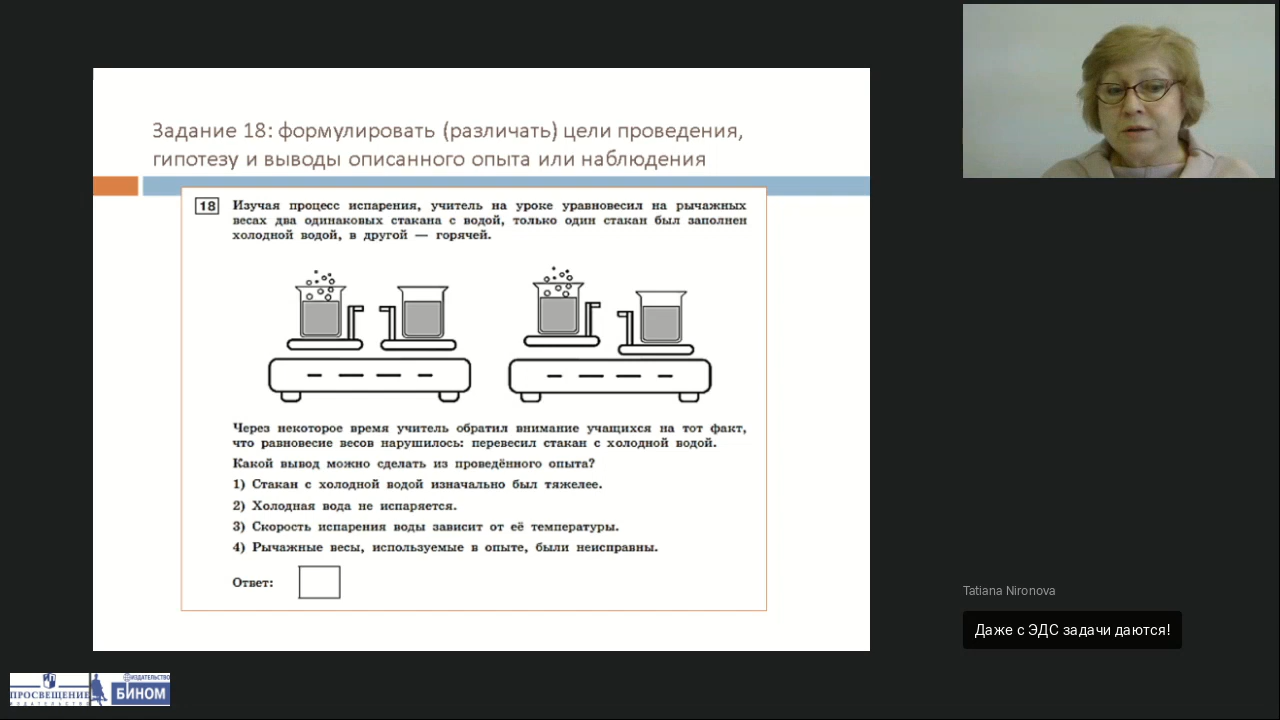 Задание 18: формулировать (различать) цели проведения,
гипотезу и выводы описанного опыта или наблюдения
18
Изучая процесс испарения, учитель на уроке уравновесил на рычажных
весах два одинаковых стакана с водой, только один стакан был заполнен
холодной водой, в другой — горячей.
Через некоторое время учитель обратил внимание учащихся на тот факт,
что равновесие весов нарушилось: перевесил стакан с холодной водой.
Какой вывод можно сделать из проведённого опыта?
1) Стакан с холодной водой изначально был тяжелее.
2) Холодная вода не испаряется.
3) Скорость испарения воды зависит от её температуры.
4) Рычажные весы, используемые в опыте, были неисправны.
Ответ:
Tatiana Nironova
Даже с ЭДС задачи даются!
ПРОСВЕЩЕНИЕ
ИЗДАТЕЛЬСТВО
ИЗДАТЕЛЬСТВО
БИНОМ